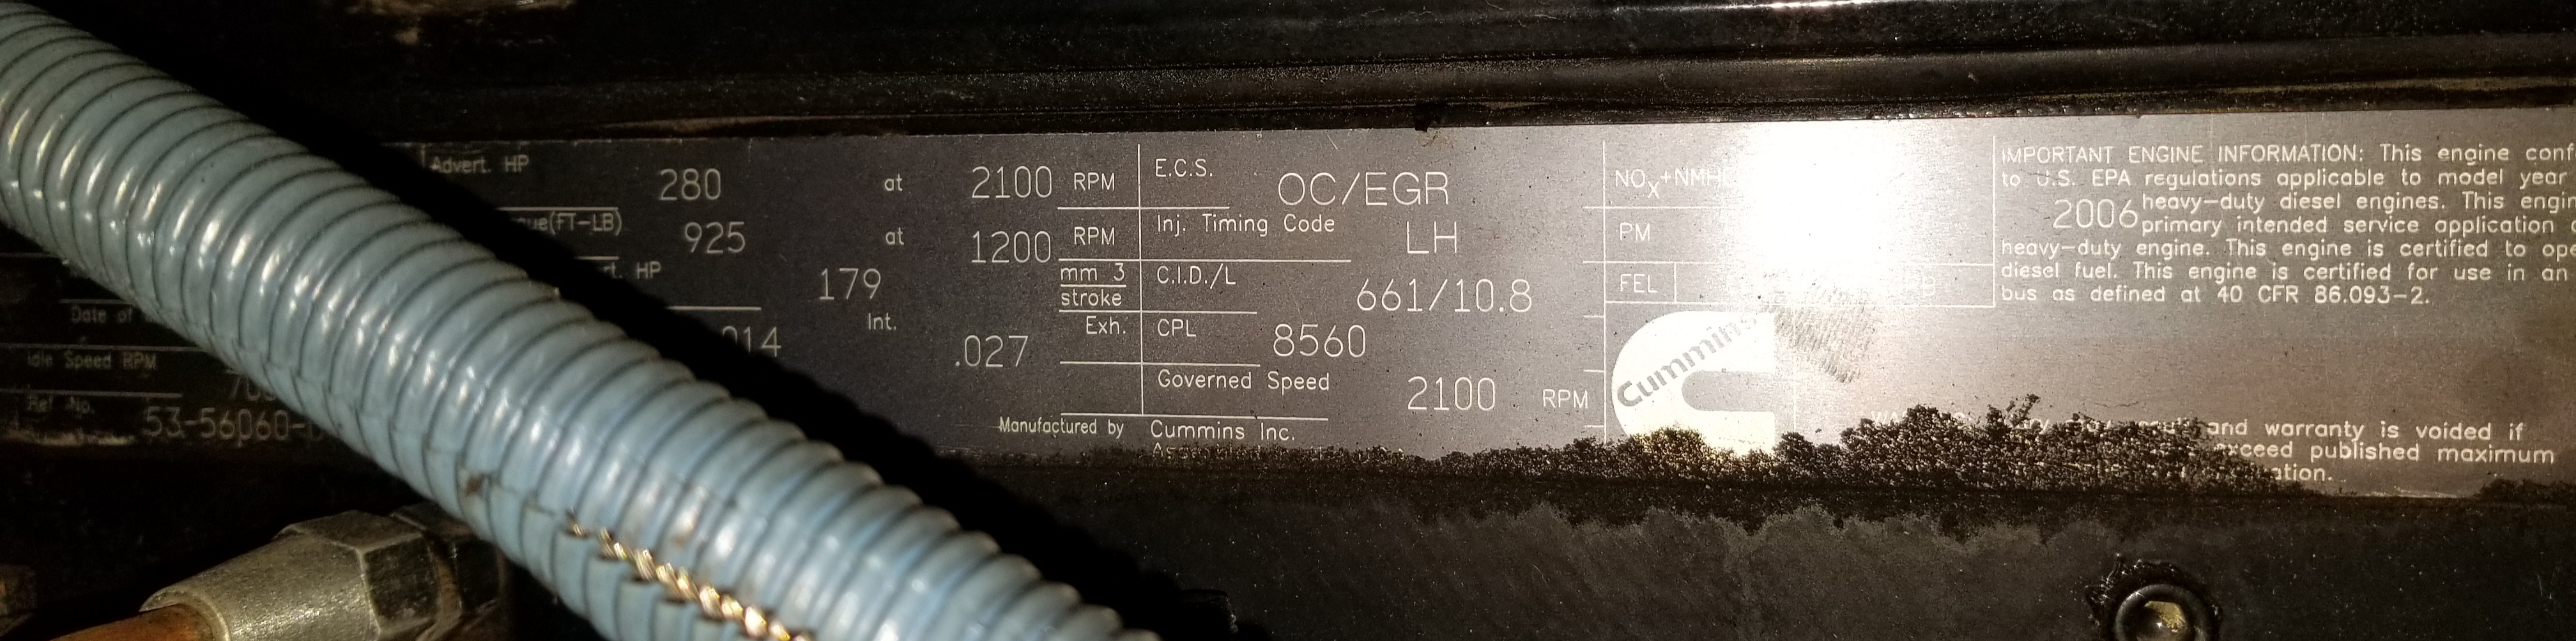 Advert. HP 280 at 2100 RPM
(FT-LB) 925 at 1200 RPM
HP 179 mm 3 stroke
Date of
Int. .027 Exh.
Idle Speed RPM
Ref. No. 53-56060-
E.C.S. OC/EGR
Inj. Timing Code LH
C.I.D./L 661/10.8
CPL 8560
Governed Speed 2100 RPM
Manufactured by Cummins Inc.
NOX+NMHC
PM
FEL
Cummins
IMPORTANT ENGINE INFORMATION: This engine conf
to U.S. EPA regulations applicable to model year
2006 heavy-duty diesel engines. This engin
primary intended service application
heavy-duty engine. This engine is certified to ope
diesel fuel. This engine is certified for use in an
bus as defined at 40 CFR 86.093-2.
and warranty is voided if
exceed published maximum